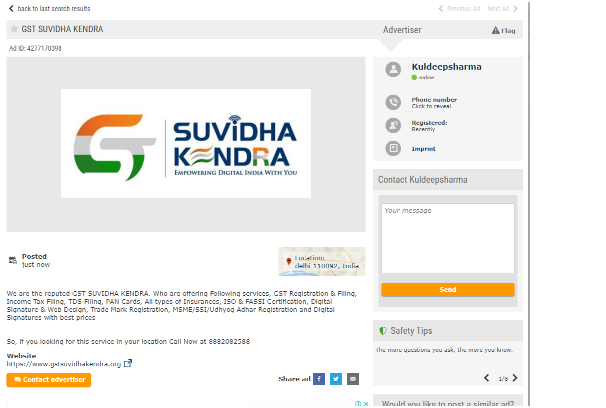 back to last search results
Previous Ad Next Ad
GST SUVIDHA KENDRA
Advertiser
Flag
Ad ID: 4277170398
Kuldeepsharma
online
SUVIDHA
KENDRA
EMPOWERING DIGITAL INDIA WITH YOU
Phone number
Click to reveal
Registered:
Recently
Imprint
Contact Kuldeepsharma
Your message
Send
Posted
just now
Location:
delhi 110092, India
We are the reputed GST SUVIDHA KENDRA. Who are offering Following services, GST Registration & Filing,
Income Tax Filing, TDS Filing, PAN Cards, All types of Insurances, ISO & FASSI Certification, Digital
Signature & Web Design, Trade Mark Registration, MSME/SSI/Udhyog Adhar Registration and Digital
Signatures with best prices
So, if you looking for this service in your location Call Now at 8882082588
Website
https://www.gstsuvidhakendra.org
Contact advertiser
Share ad
Safety Tips
The more questions you ask, the more you know.
1/8
Would you like to post a similar ad?